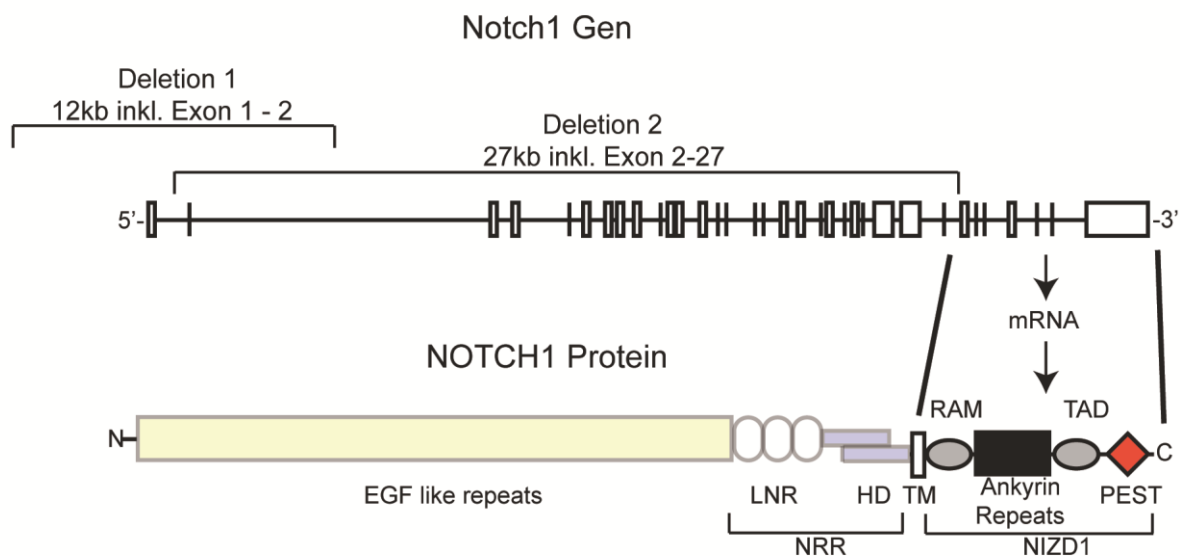 Notch1 Gen
Deletion 1
12kb inkl. Exon 1 - 2
Deletion 2
27kb inkl. Exon 2-27
5’-
-3’
mRNA
NOTCH1 Protein
RAM
TAD
N
C
EGF like repeats
LNR
HD
TM
Ankyrin
Repeats
PEST
NRR
NIZD1